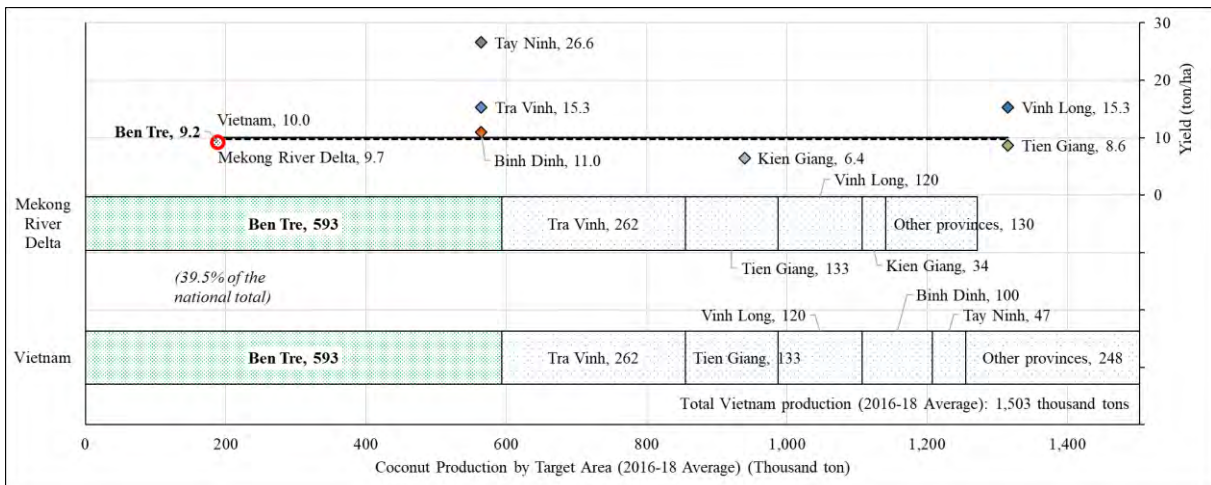 30
Tay Ninh, 26.6
20
Tra Vinh, 15.3
Vinh Long, 15.3
Vietnam, 10.0
Ben Tre, 9.2
10
Mekong River Delta, 9.7
Binh Dinh, 11.0
Kien Giang, 6.4
Tien Giang, 8.6
Yield (ton/ha)
Vinh Long, 120
0
Mekong
River
Delta
Ben Tre, 593
Tra Vinh, 262
Other provinces, 130
Tien Giang, 133
Kien Giang, 34
(39.5% of the
national total)
Binh Dinh, 100
Vinh Long, 120
Tay Ninh, 47
Vietnam
Ben Tre, 593
Tra Vinh, 262
Tien Giang, 133
Other provinces, 248
Total Vietnam production (2016-18 Average): 1,503 thousand tons
0
200
400
600
800
1,000
1,200
1,400
Coconut Production by Target Area (2016-18 Average) (Thousand ton)